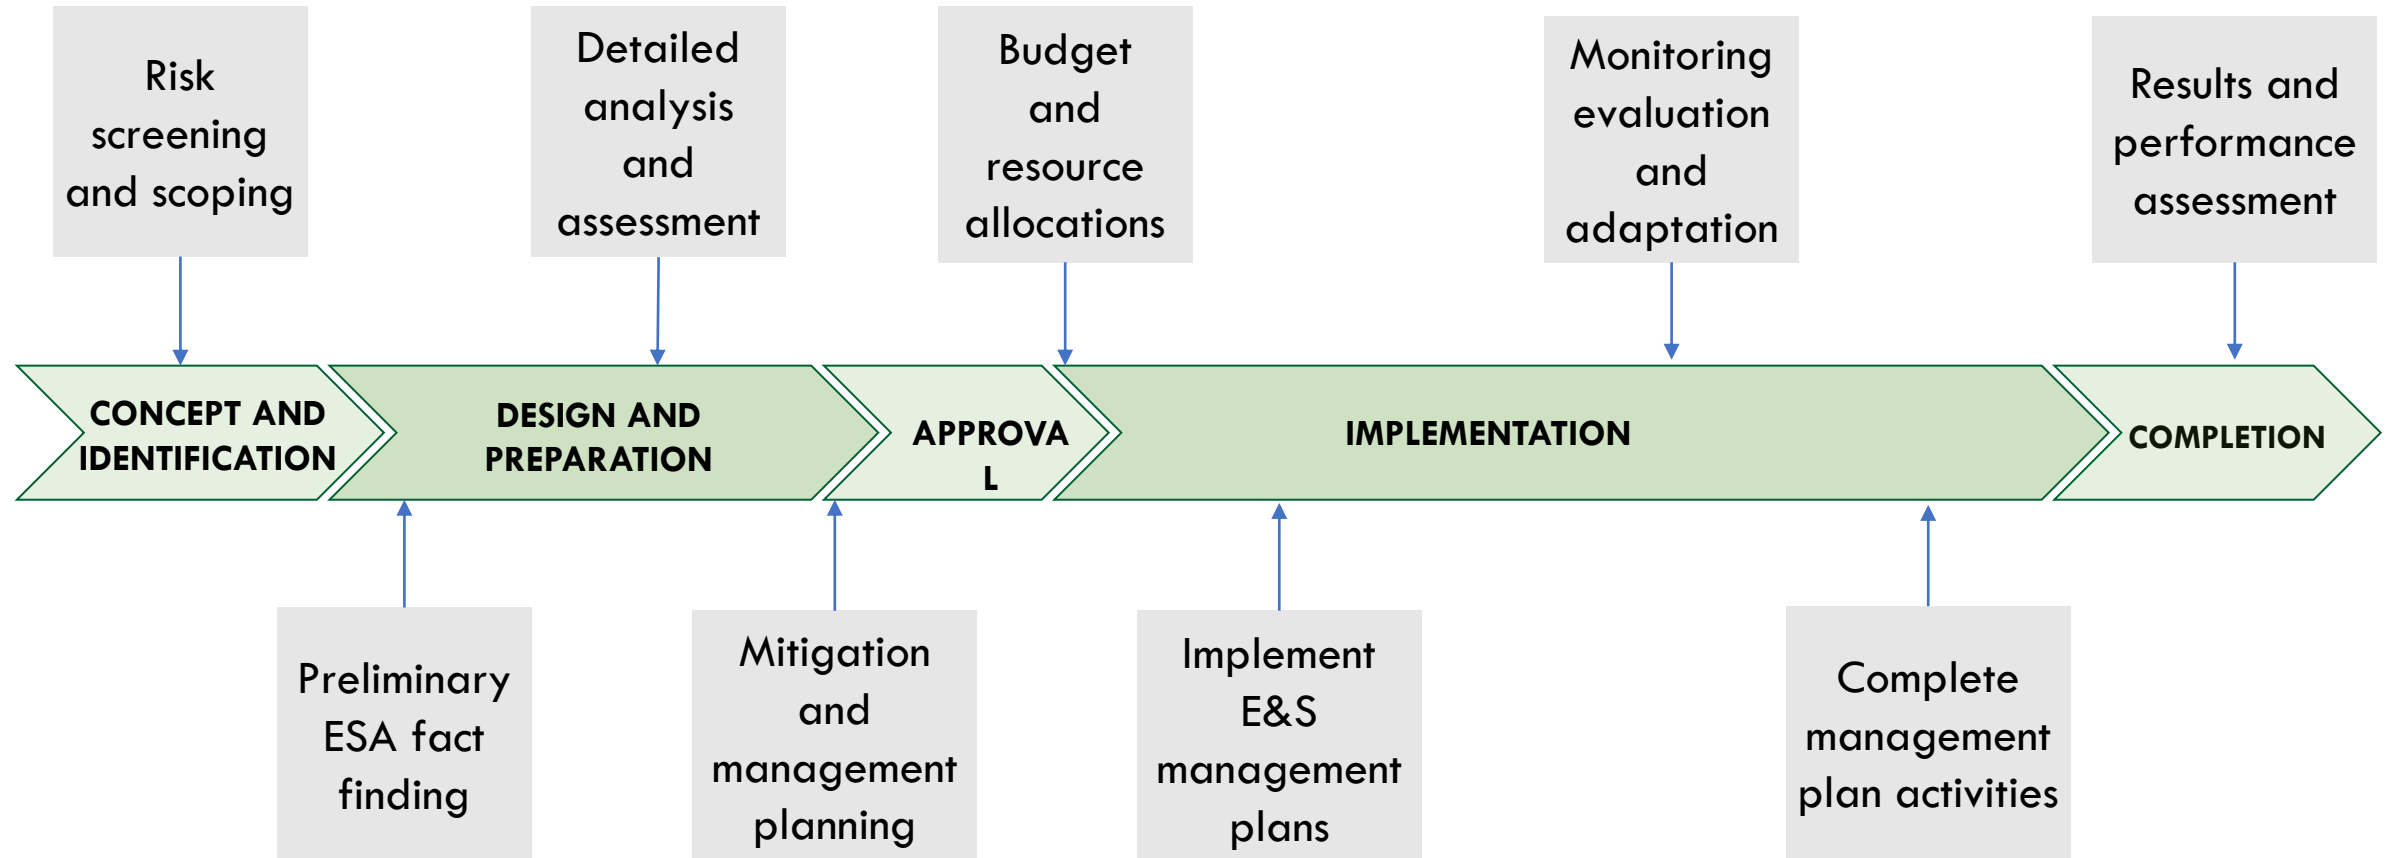 Risk
screening
and scoping
Detailed
analysis
and
assessment
Budget
and
resource
allocations
Monitoring
evaluation
and
adaptation
Results and
performance
assessment
CONCEPT AND
IDENTIFICATION
DESIGN AND
PREPARATION
APPROVA
L
IMPLEMENTATION
COMPLETION
Preliminary
ESA fact
finding
Mitigation
and
management
planning
Implement
E&S
management
plans
Complete
management
plan activities